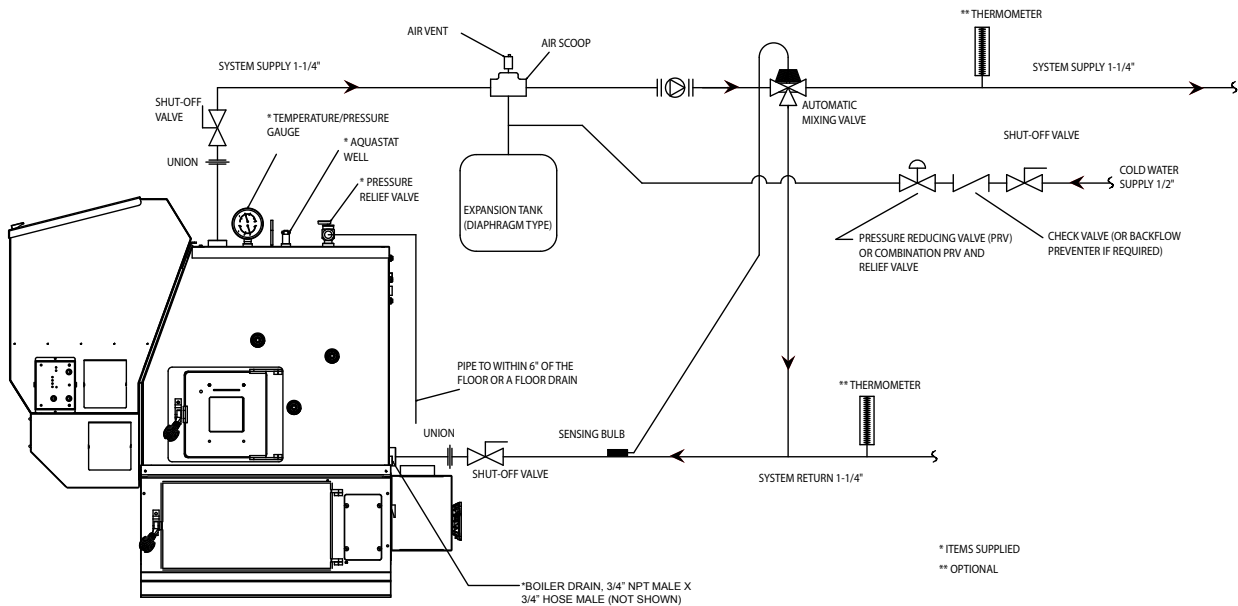 ** THERMOMETER
AIR VENT
AIR SCOOP
SYSTEM SUPPLY 1-1/4"
SYSTEM SUPPLY 1-1/4"
SHUT-OFF
VALVE
* TEMPERATURE/PRESSURE
GAUGE
AUTOMATIC
MIXING VALVE
* AQUASTAT
WELL
SHUT-OFF VALVE
UNION
* PRESSURE
RELIEF VALVE
COLD WATER
SUPPLY 1/2"
EXPANSION TANK
(DIAPHRAGM TYPE)
PRESSURE REDUCING VALVE (PRV)
OR COMBINATION PRV AND
RELIEF VALVE
CHECK VALVE (OR BACKFLOW
PREVENTER IF REQUIRED)
PIPE TO WITHIN 6" OF THE
FLOOR OR A FLOOR DRAIN
** THERMOMETER
UNION
SENSING BULB
SHUT-OFF VALVE
SYSTEM RETURN 1-1/4"
* ITEMS SUPPLIED
** OPTIONAL
*BOILER DRAIN, 3/4" NPT MALE X
3/4" HOSE MALE (NOT SHOWN)